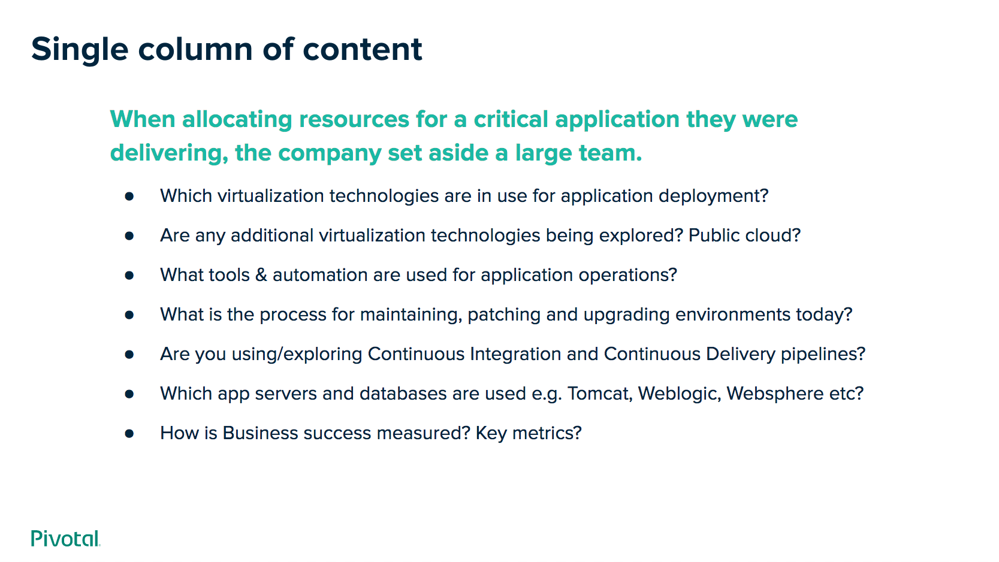 Single column of content
When allocating resources for a critical application they were
delivering, the company set aside a large team.
● Which virtualization technologies are in use for application deployment?
● Are any additional virtualization technologies being explored? Public cloud?
● What tools & automation are used for application operations?
● What is the process for maintaining, patching and upgrading environments today?
● Are you using/exploring Continuous Integration and Continuous Delivery pipelines?
● Which app servers and databases are used e.g. Tomcat, Weblogic, Websphere etc?
● How is Business success measured? Key metrics?
Pivotal